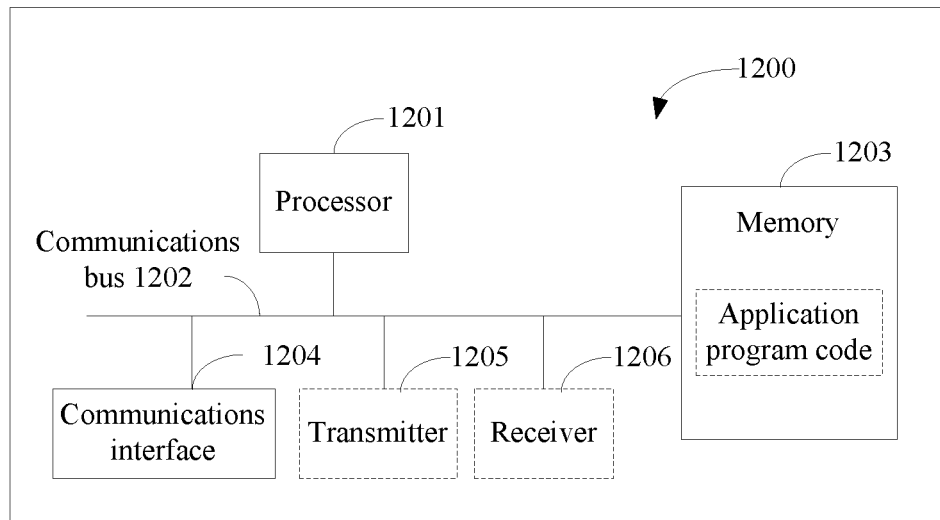 1200
1201
1203
Processor
Memory
Communications
bus 1202
Application
program code
1204
1205
1206
Communications
interface
Transmitter
Receiver